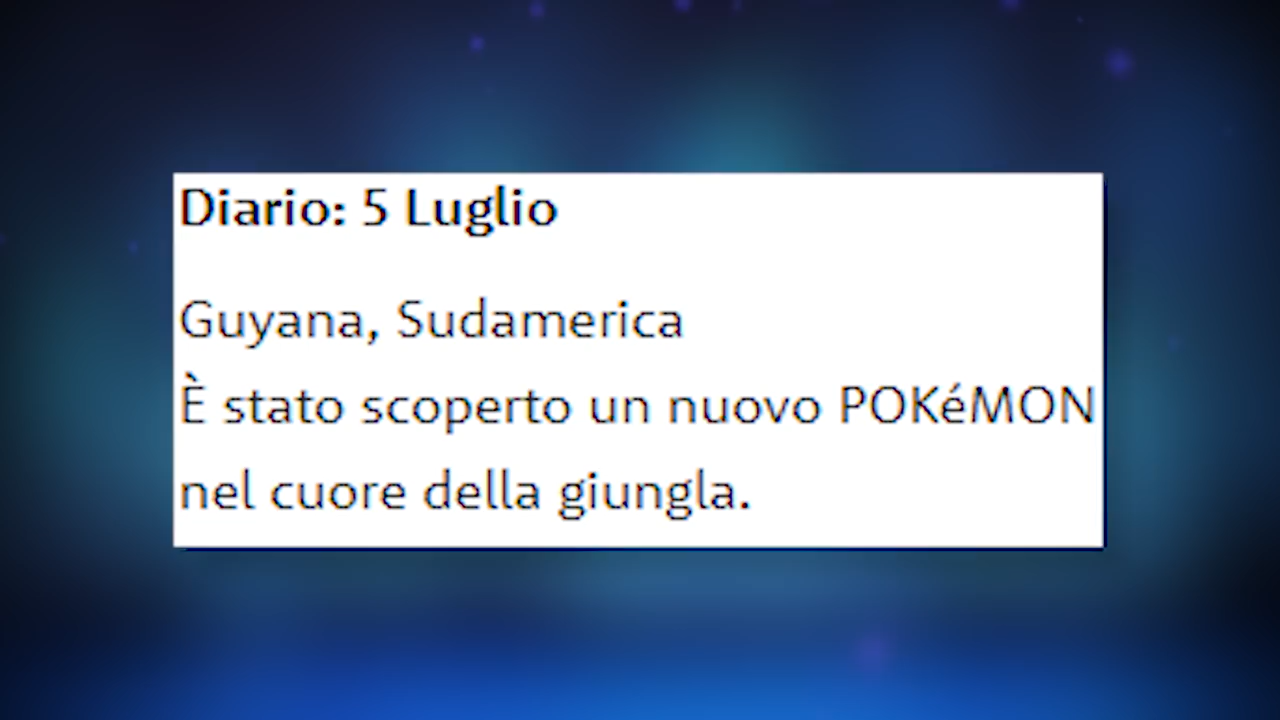 Diario: 5 Luglio
Guyana, Sudamerica
È stato scoperto un nuovo POKéMON
nel cuore della giungla.